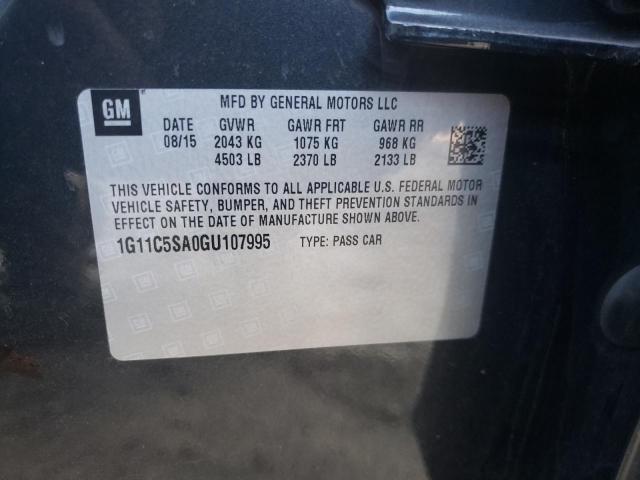 GM
MFD BY GENERAL MOTORS LLC
DATE GVWR GAWR FRT GAWR RR
08/15 2043 KG 1075 KG 968 KG
4503 LB 2370 LB 2133 LB
THIS VEHICLE CONFORMS TO ALL APPLICABLE U.S. FEDERAL MOTOR
VEHICLE SAFETY, BUMPER, AND THEFT PREVENTION STANDARDS IN
EFFECT ON THE DATE OF MANUFACTURE SHOWN ABOVE.
1G11C5SA0GU107995 TYPE: PASS CAR